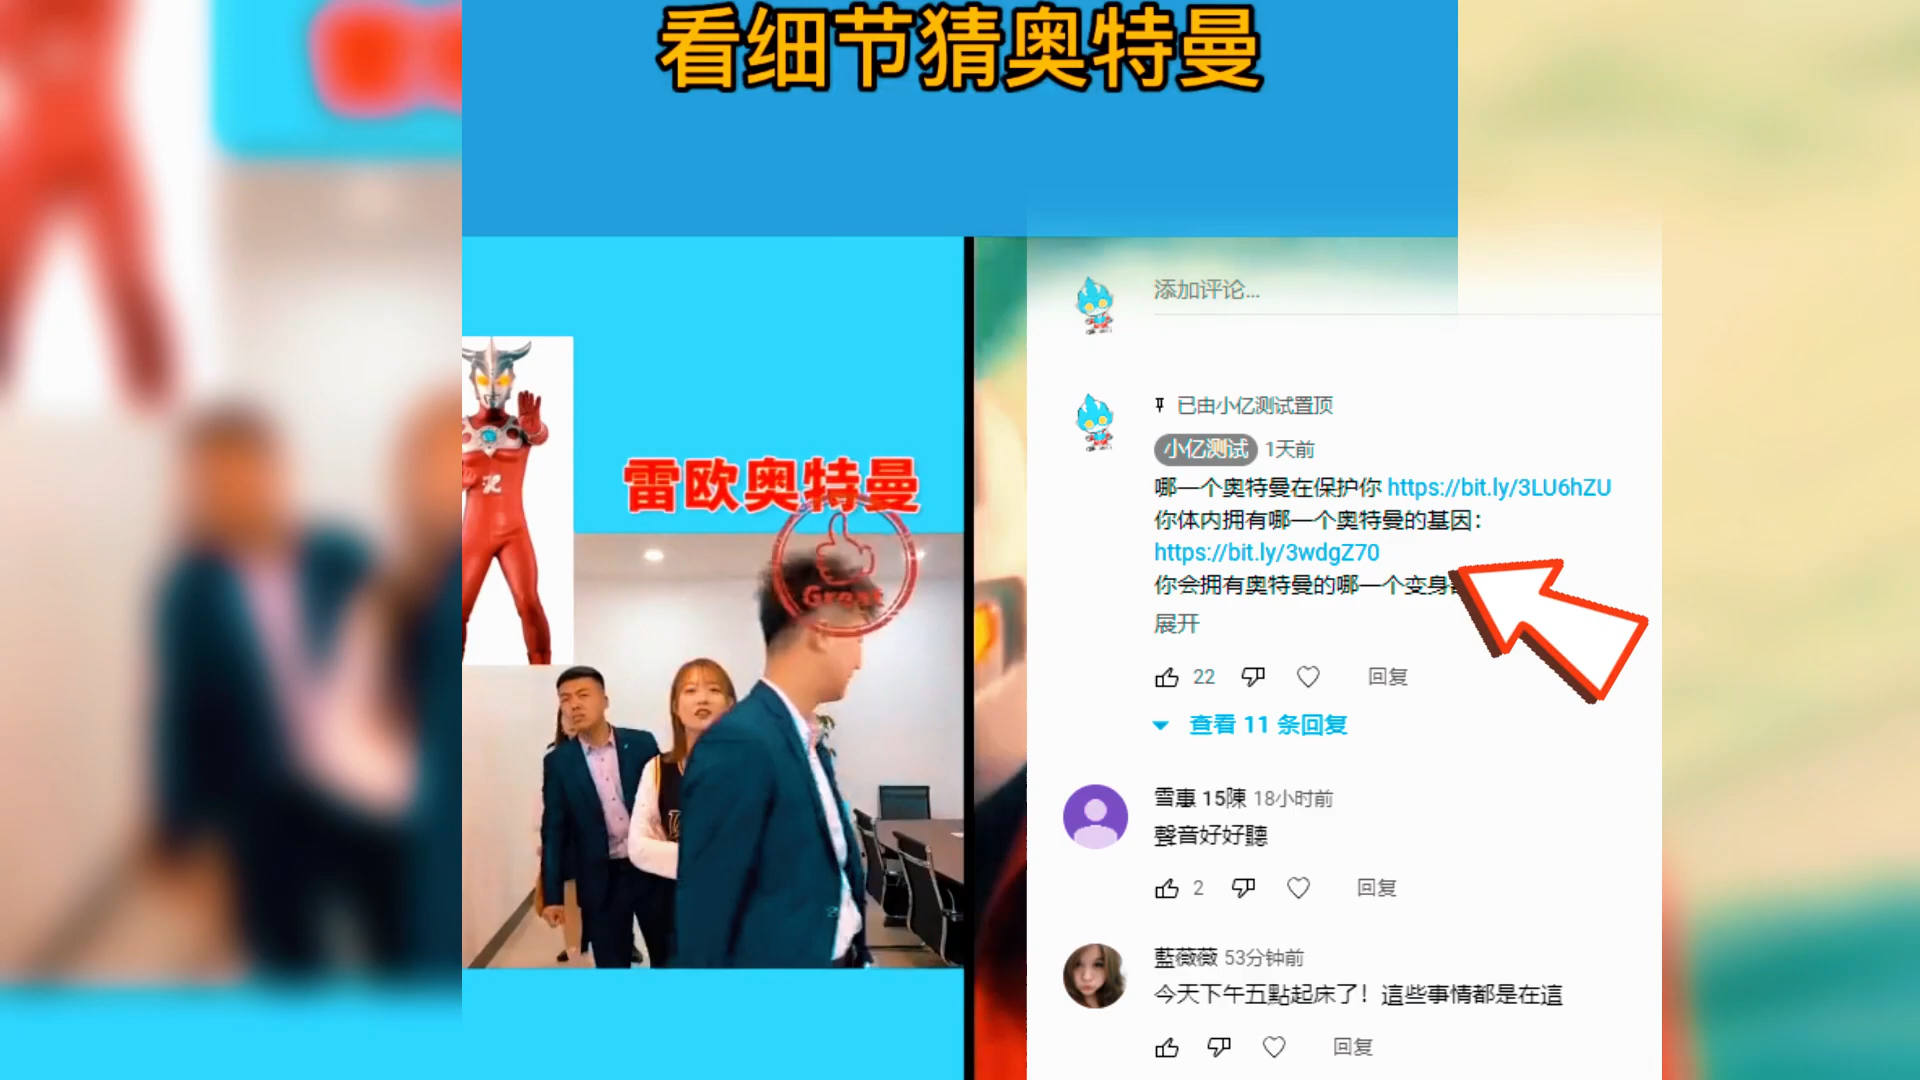 看细节猜奥特曼
雷欧奥特曼
Great
添加评论...
已由小亿测试置顶
小亿测试 1天前
哪一个奥特曼在保护你 https://bit.ly/3LU6hZU
你体内拥有哪一个奥特曼的基因：
https://bit.ly/3wdgZ70
你会拥有奥特曼的哪一个变身
展开
22 回复
查看 11 条回复
雪惠 15陳 18小时前
聲音好好聽
2 回复
藍薇薇 53分钟前
今天下午五點起床了！這些事情都是在這
回复